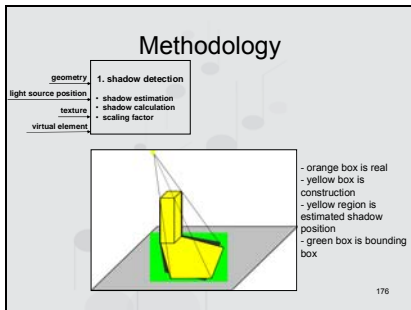 Methodology
geometry
light source position
texture
virtual element
1. shadow detection
• shadow estimation
• shadow calculation
• scaling factor
- orange box is real
- yellow box is
construction
- yellow region is
estimated shadow
position
- green box is bounding
box
176